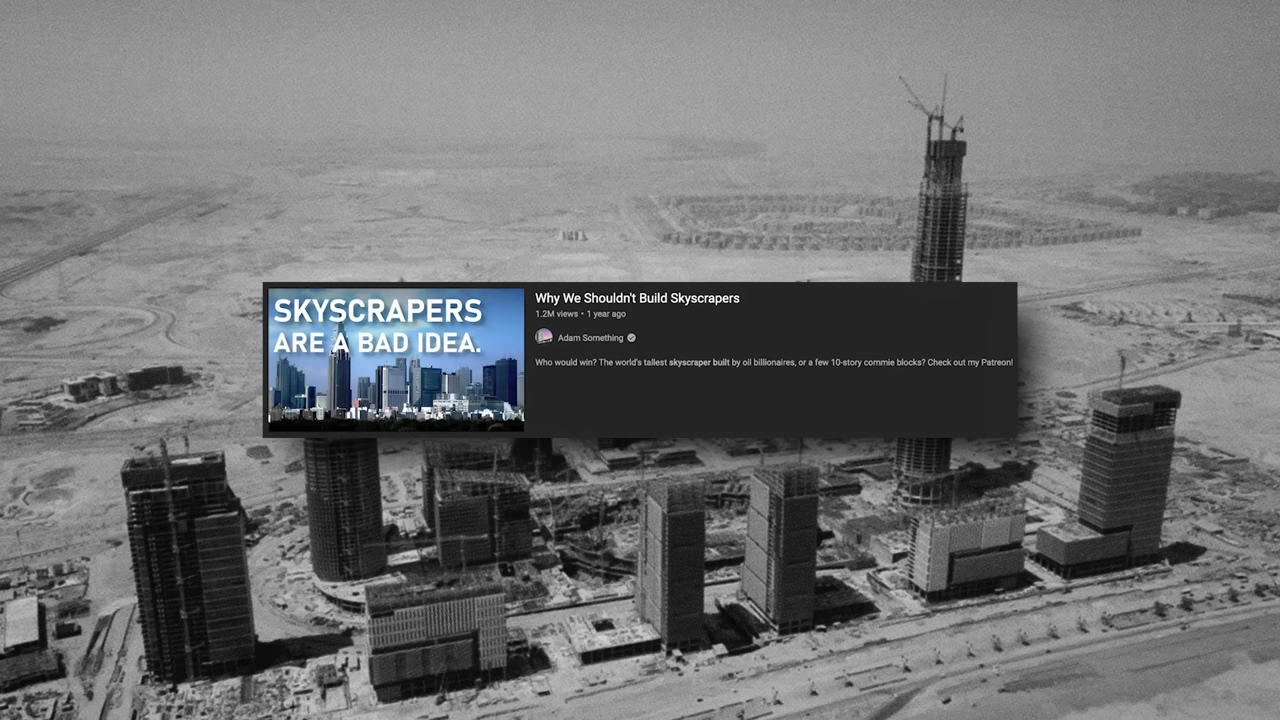 SKYSCRAPERS
ARE A BAD IDEA.
Why We Shouldn't Build Skyscrapers
1.2M views • 1 year ago
Adam Something
Who would win? The world's tallest skyscraper built by oil billionaires, or a few 10-story commie blocks? Check out my Patreon!